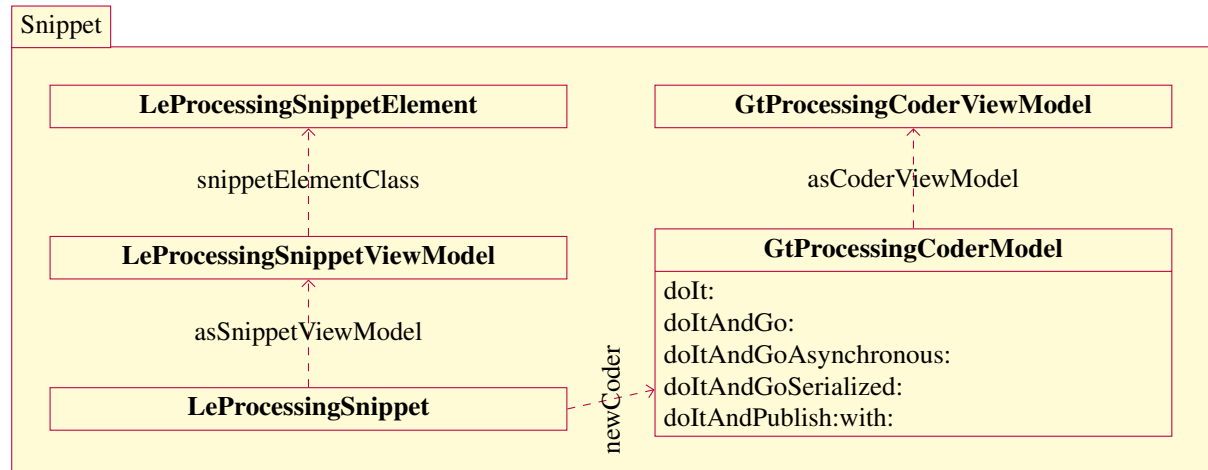 Snippet
LeProcessingSnippetElement
GtProcessingCoderViewModel
snippetElementClass
asCoderViewModel
LeProcessingSnippetViewModel
GtProcessingCoderModel
doIt:
doItAndGo:
asSnippetViewModel
doItAndGoAsynchronous:
doItAndGoSerialized:
LeProcessingSnippet
newCoder
doItAndPublish:with: